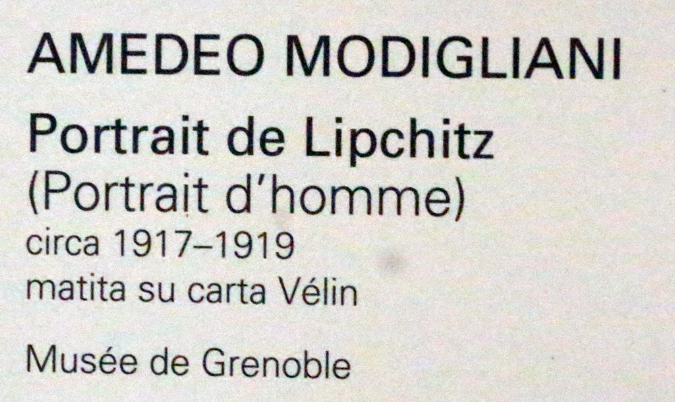 AMEDEO MODIGLIANI
Portrait de Lipchitz
(Portrait d'homme)
circa 1917–1919
matita su carta Vélin
Musée de Grenoble